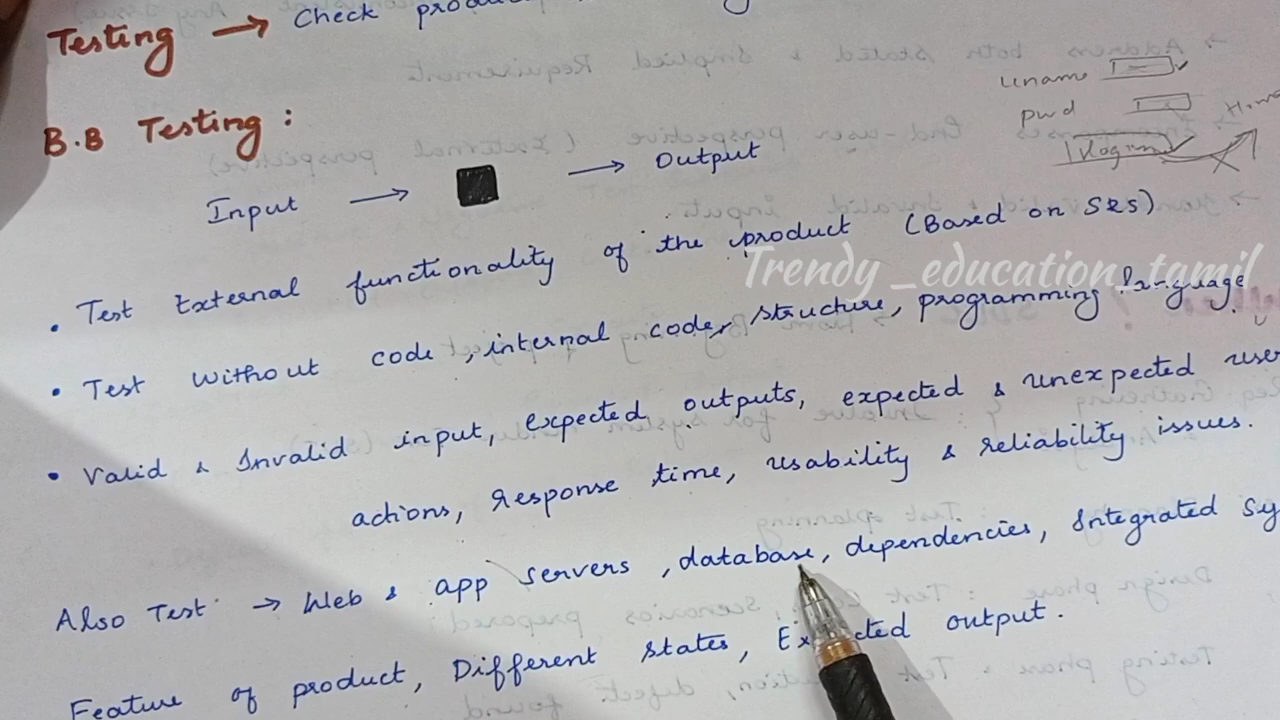 Testing → Check
uname
pwd
B.B Testing :
Login
Input → → Output
• Test External functionality of the product (Based on SRS)
Trendy_education_tamil
• Test without code, internal code, structure, programming language
• Valid & Invalid input, expected outputs, expected & unexpected user
actions, response time, usability & reliability issues.
Also Test → Web & app servers, database, dependencies, Integrated Sy
Feature of product, Different states, output.